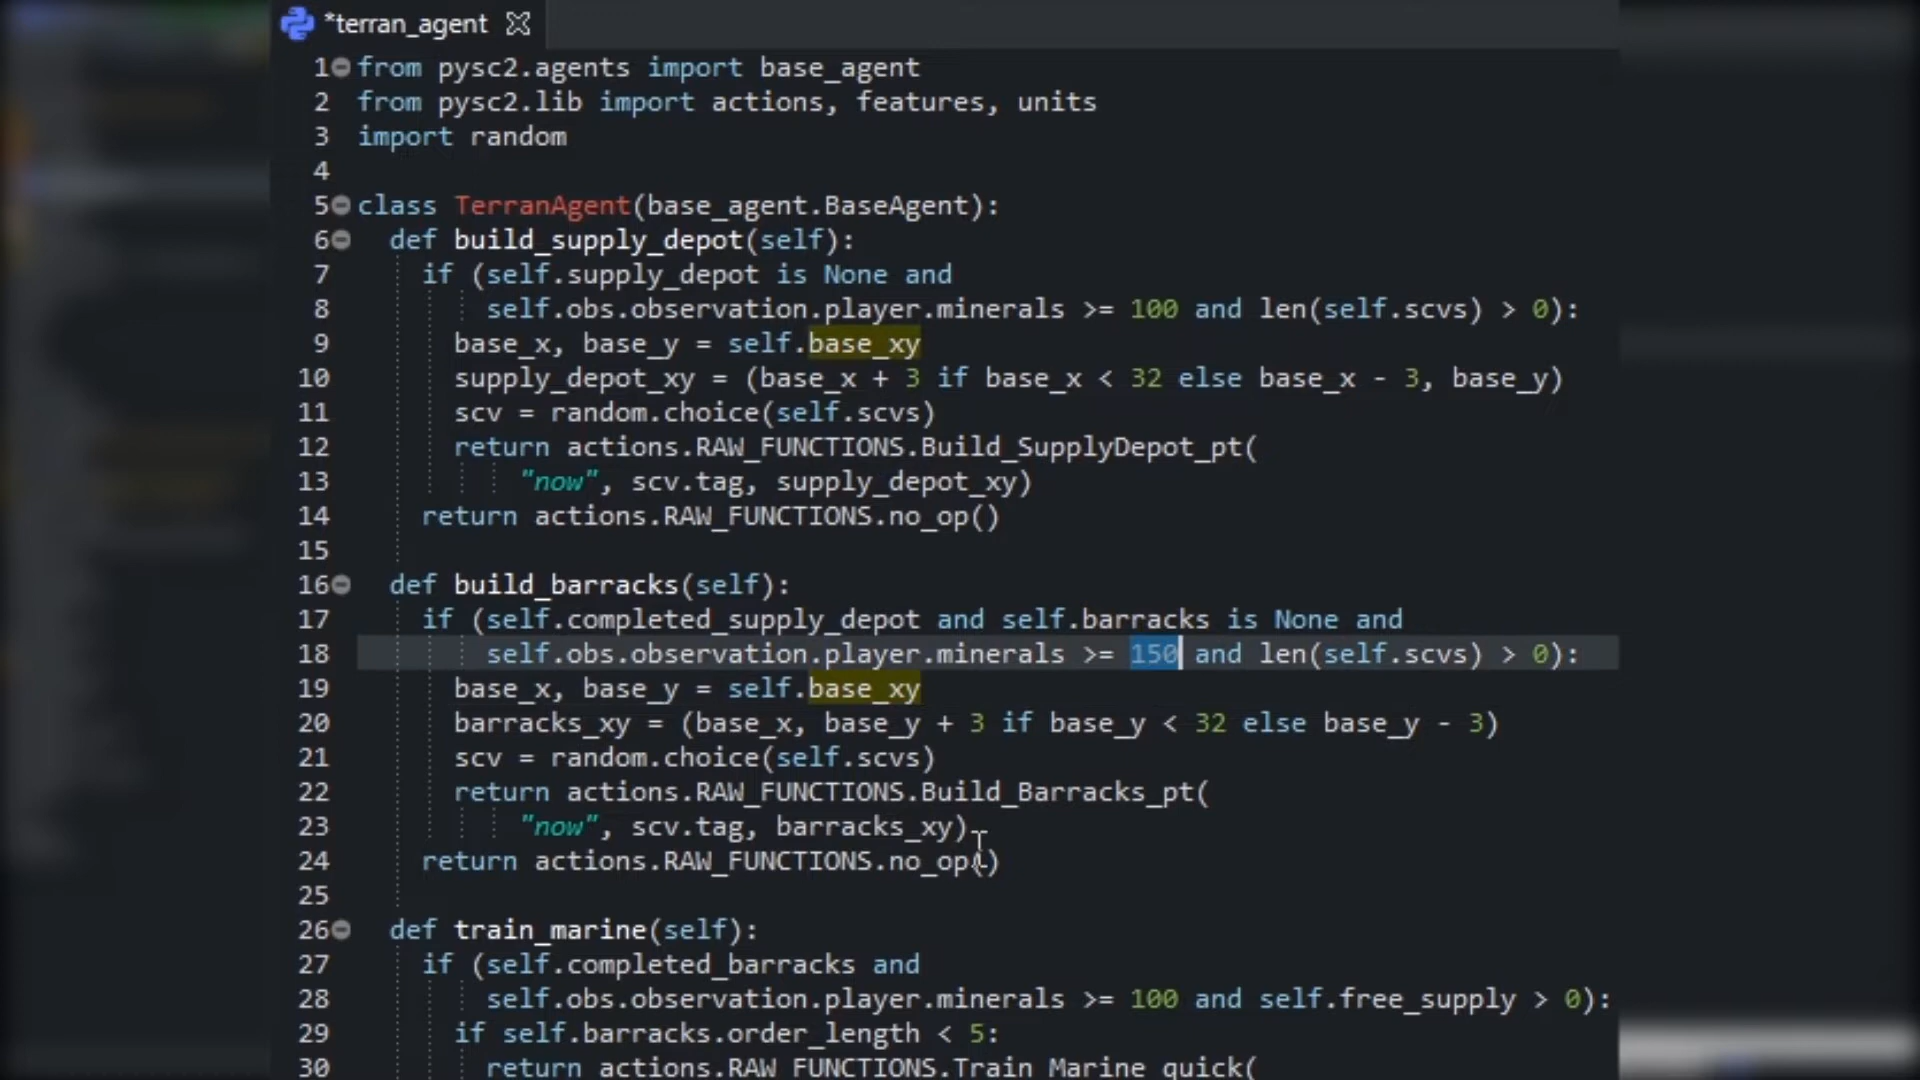 *terran_agent
1 from pysc2.agents import base_agent
2 from pysc2.lib import actions, features, units
3 import random
4
5 class TerranAgent(base_agent.BaseAgent):
6   def build_supply_depot(self):
7     if (self.supply_depot is None and
8         self.obs.observation.player.minerals >= 100 and len(self.scvs) > 0):
9       base_x, base_y = self.base_xy
10       supply_depot_xy = (base_x + 3 if base_x < 32 else base_x - 3, base_y)
11       scv = random.choice(self.scvs)
12       return actions.RAW_FUNCTIONS.Build_SupplyDepot_pt(
13           "now", scv.tag, supply_depot_xy)
14     return actions.RAW_FUNCTIONS.no_op()
15
16   def build_barracks(self):
17     if (self.completed_supply_depot and self.barracks is None and
18         self.obs.observation.player.minerals >= 150 and len(self.scvs) > 0):
19       base_x, base_y = self.base_xy
20       barracks_xy = (base_x, base_y + 3 if base_y < 32 else base_y - 3)
21       scv = random.choice(self.scvs)
22       return actions.RAW_FUNCTIONS.Build_Barracks_pt(
23           "now", scv.tag, barracks_xy)
24     return actions.RAW_FUNCTIONS.no_op()
25
26   def train_marine(self):
27     if (self.completed_barracks and
28         self.obs.observation.player.minerals >= 100 and self.free_supply > 0):
29       if self.barracks.order_length < 5:
30         return actions.RAW_FUNCTIONS.Train_Marine_quick(